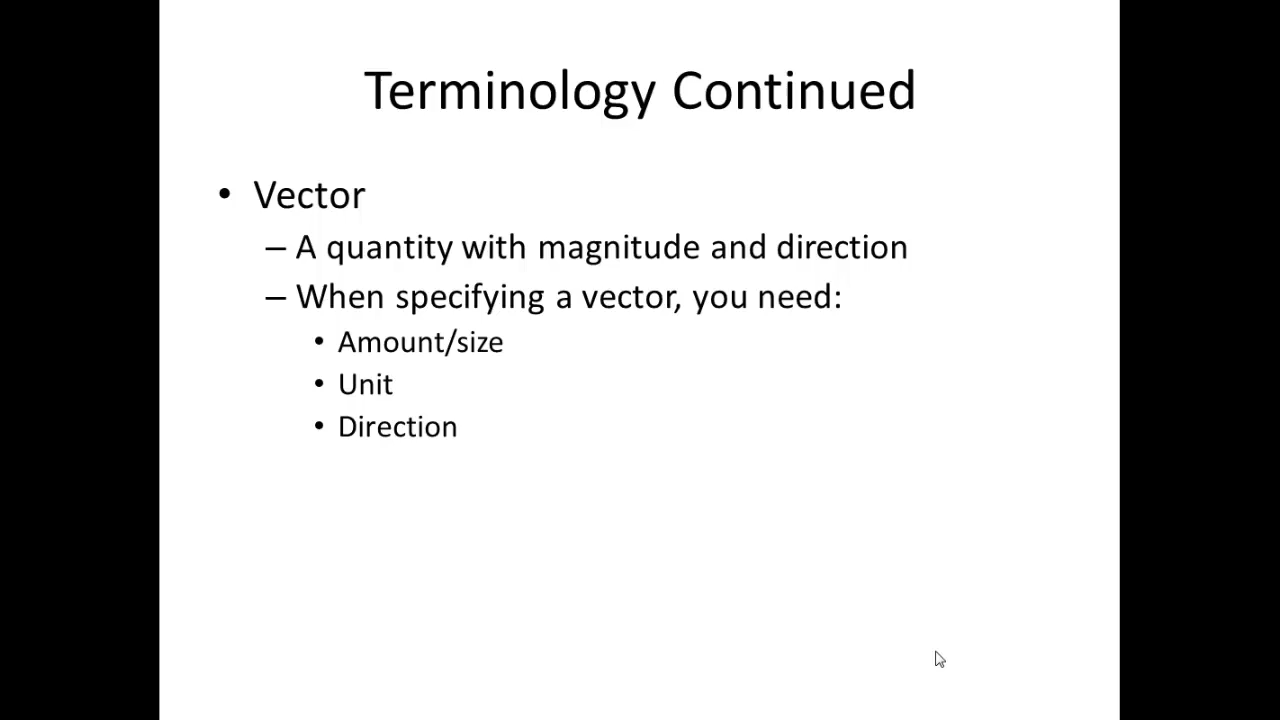 Terminology Continued
• Vector
– A quantity with magnitude and direction
– When specifying a vector, you need:
• Amount/size
• Unit
• Direction